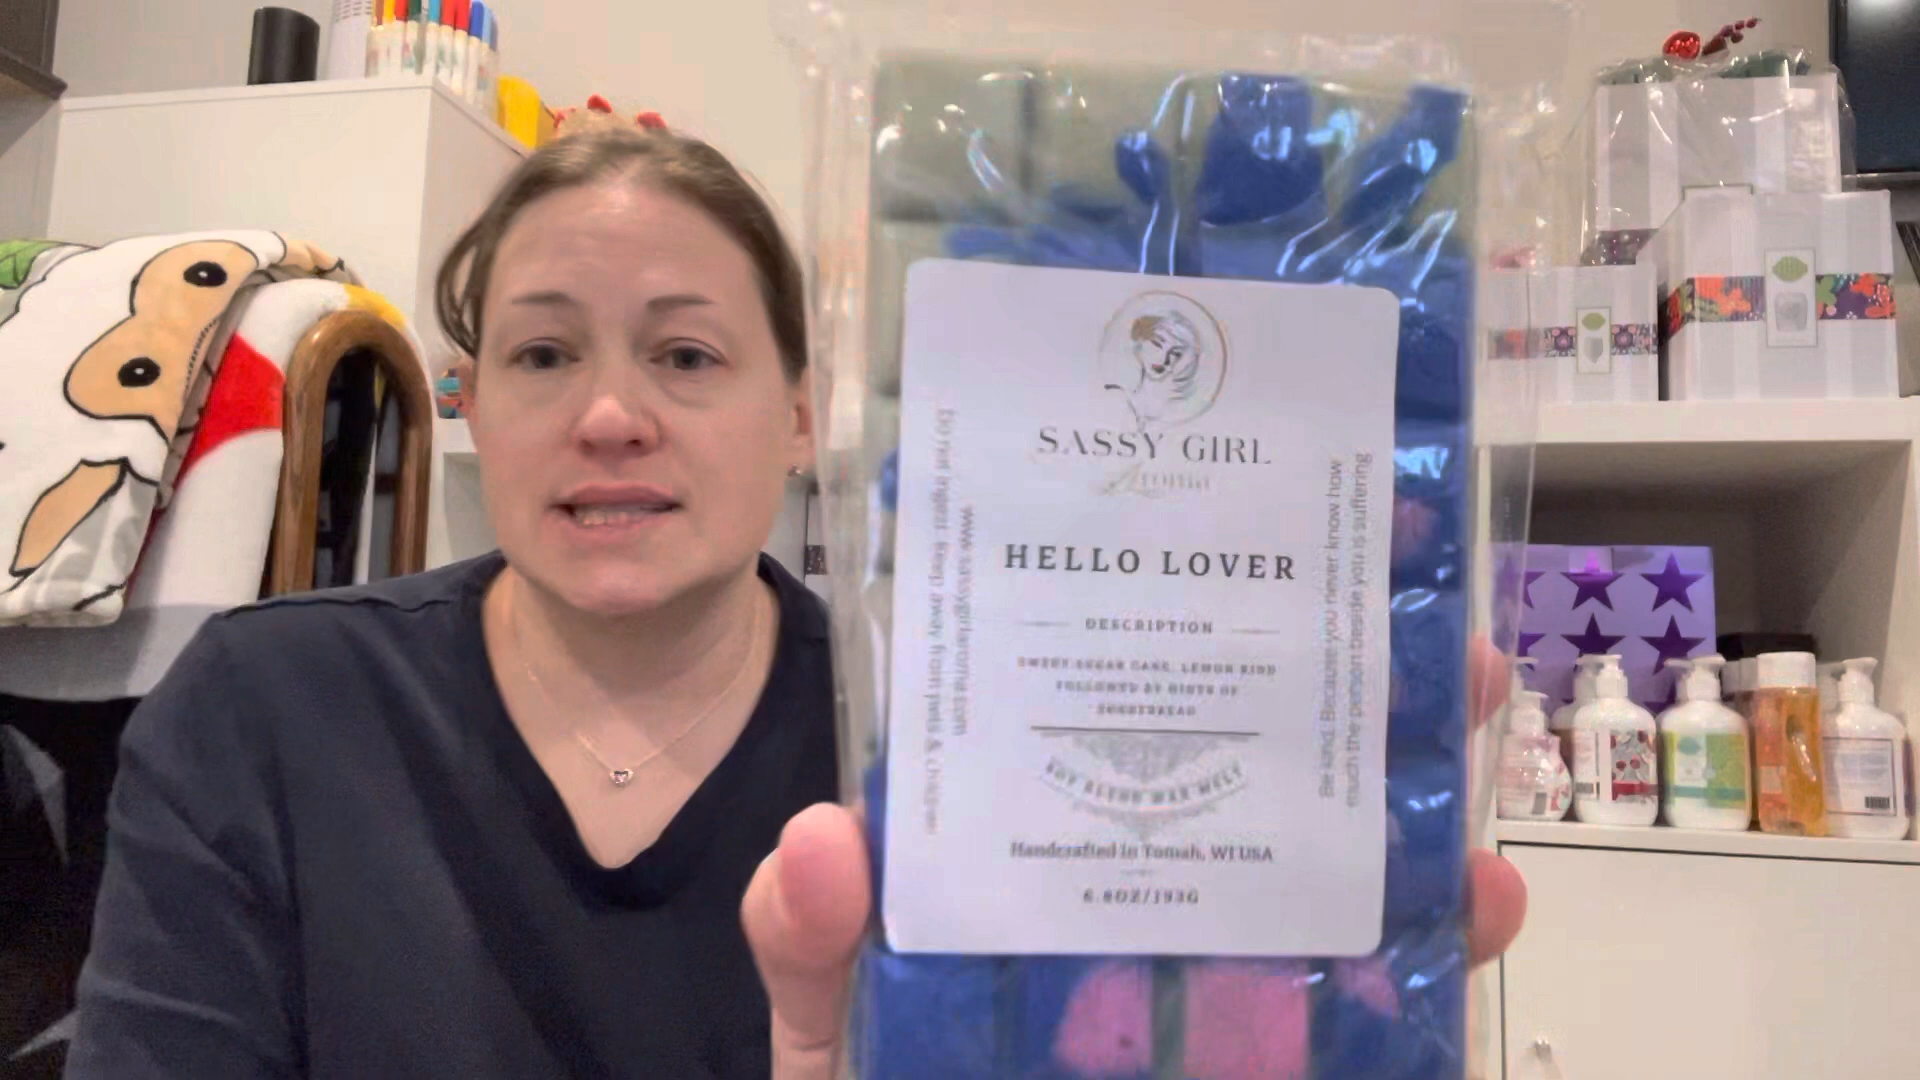 SASSY GIRL
Aroma
HELLO LOVER
DESCRIPTION
SWEET SUGAR CANE, LEMON RIND
FOLLOWED BY HINTS OF
SOY BLEND WAX MELT
Handcrafted in Tomah, WI USA
6.8OZ/193G
Do not ingest, keep away from pets & children
www.sassygirlaroma.com
Be kind. Because you never know how
much the person beside you is suffering